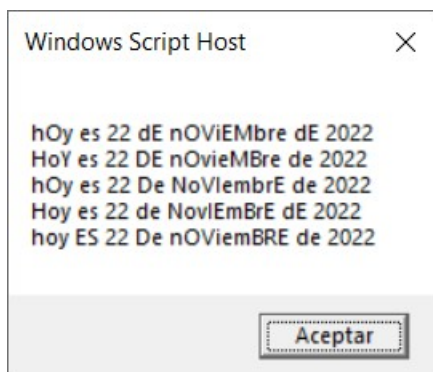 Windows Script Host
hOy es 22 dE nOViEMbre dE 2022
HoY es 22 DE nOvieMBre de 2022
hOy es 22 De NoVIembrE de 2022
Hoy es 22 de NovIEmBrE dE 2022
hoy ES 22 De nOViemBRE de 2022
Aceptar